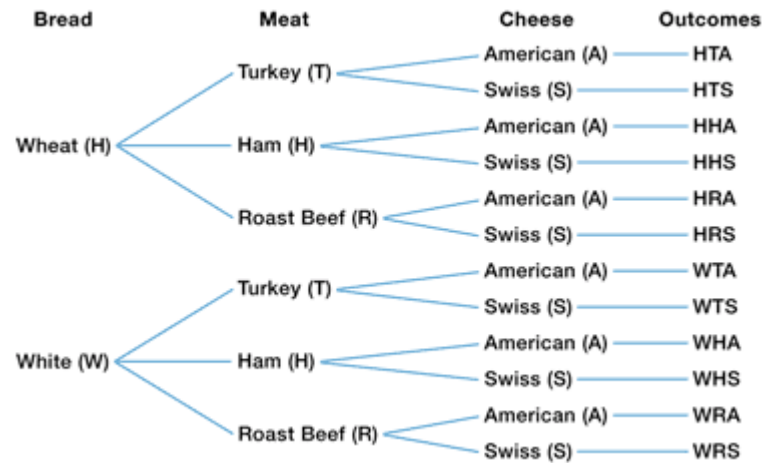 Bread Meat Cheese Outcomes
American (A) HTA
Turkey (T)
Swiss (S) HTS
American (A) HHA
Wheat (H) Ham (H)
Swiss (S) HHS
American (A) HRA
Roast Beef (R)
Swiss (S) HRS
American (A) WTA
Turkey (T)
Swiss (S) WTS
American (A) WHA
White (W) Ham (H)
Swiss (S) WHS
American (A) WRA
Roast Beef (R)
Swiss (S) WRS